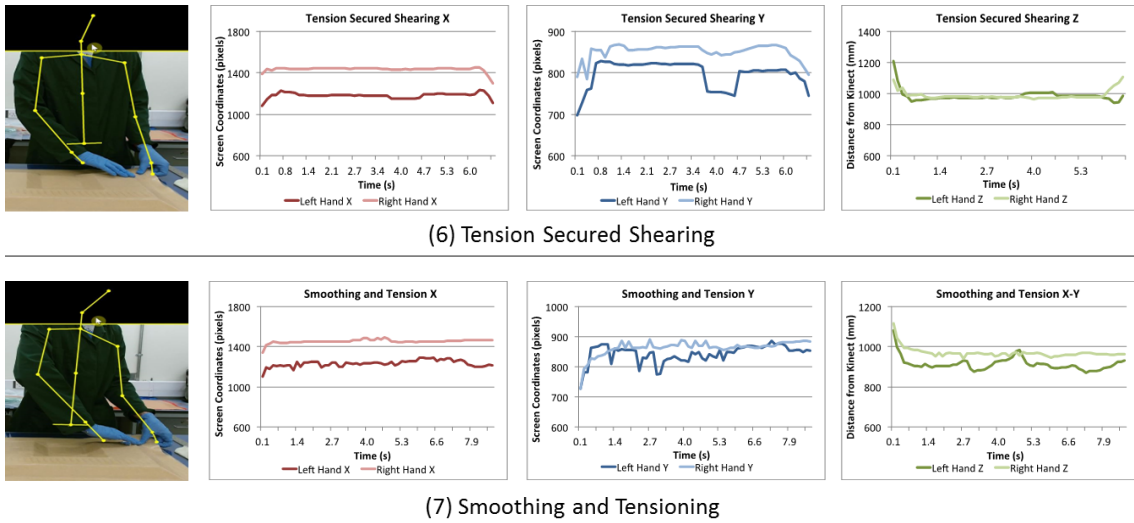 Tension Secured Shearing X
Screen Coordinates (pixels)
1800
1400
1000
600
0.1 0.8 1.4 2.1 2.7 3.4 4.0 4.7 5.3 6.0
Time (s)
Left Hand X Right Hand X
Tension Secured Shearing Y
Screen Coordinates (pixels)
900
800
700
600
0.1 0.8 1.4 2.1 2.7 3.4 4.0 4.7 5.3 6.0
Time (s)
Left Hand Y Right Hand Y
Tension Secured Shearing Z
Distance from Kinect (mm)
1400
1200
1000
800
600
0.1 1.4 2.7 4.0 5.3
Time (s)
Left Hand Z Right Hand Z
(6) Tension Secured Shearing
Smoothing and Tension X
Screen Coordinates (pixels)
1800
1400
1000
600
0.1 1.4 2.7 4.0 5.3 6.6 7.9
Time (s)
Left Hand X Right Hand X
Smoothing and Tension Y
Screen Coordinates (pixels)
1000
900
800
700
600
0.1 1.4 2.7 4.0 5.3 6.6 7.9
Time (s)
Left Hand Y Right Hand Y
Smoothing and Tension X-Y
Distance from Kinect (mm)
1200
1000
800
600
0.1 1.4 2.7 4.0 5.3 6.6 7.9
Time (s)
Left Hand Z Right Hand Z
(7) Smoothing and Tensioning